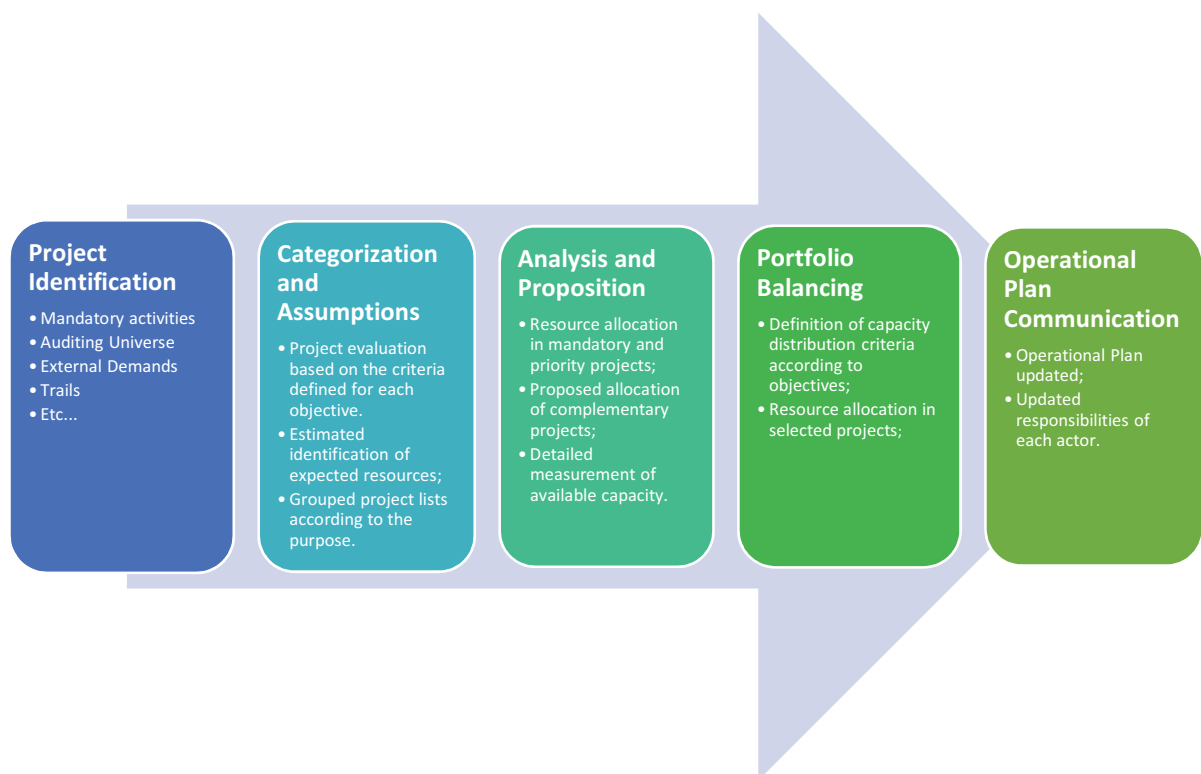 Project
Identification
• Mandatory activities
• Auditing Universe
• External Demands
• Trails
• Etc...
Categorization
and
Assumptions
• Project evaluation
based on the criteria
defined for each
objective.
• Estimated
identification of
expected resources;
• Grouped project lists
according to the
purpose.
Analysis and
Proposition
• Resource allocation
in mandatory and
priority projects;
• Proposed allocation
of complementary
projects;
• Detailed
measurement of
available capacity.
Portfolio
Balancing
• Definition of capacity
distribution criteria
according to
objectives;
• Resource allocation in
selected projects;
Operational
Plan
Communication
• Operational Plan
updated;
• Updated
responsibilities of
each actor.